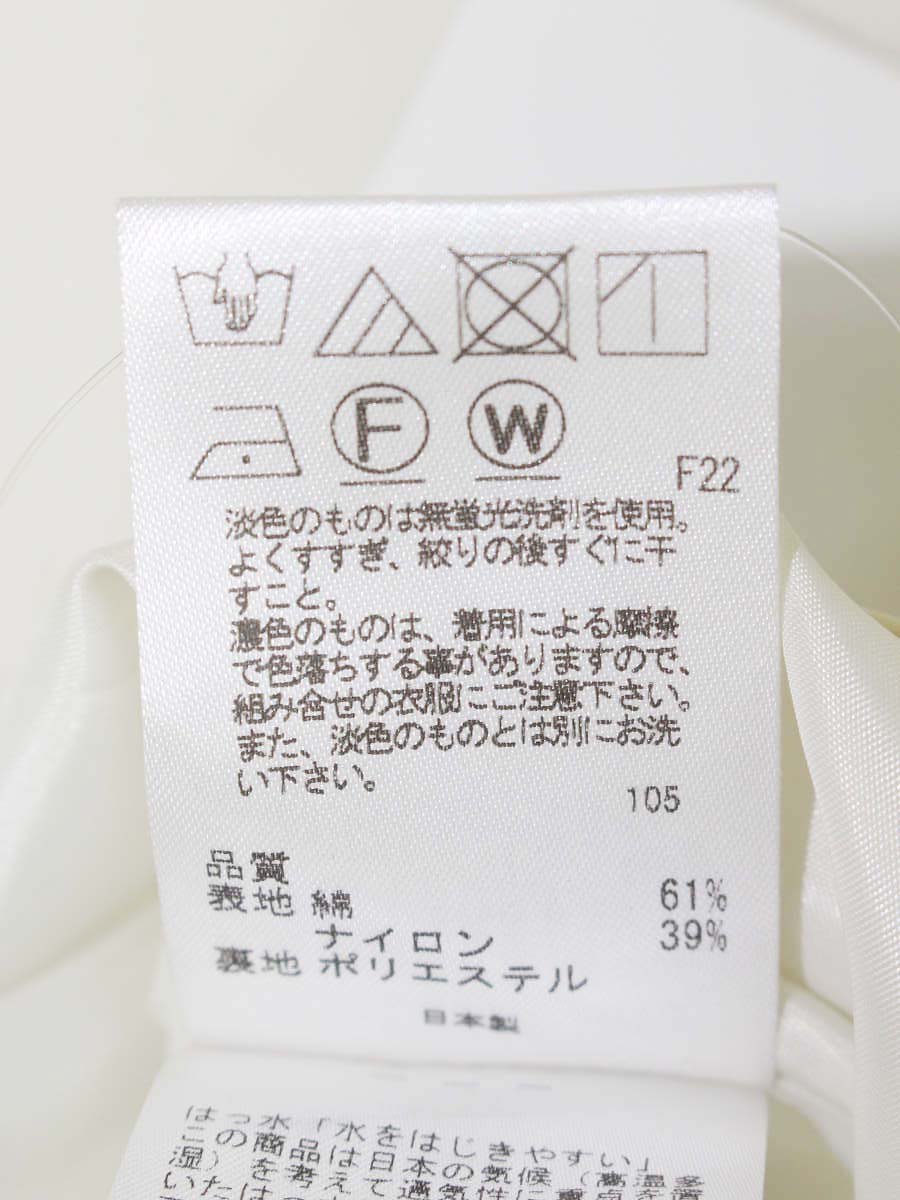 F
W
F22
淡色のものは無蛍光洗剤を使用。
よくすすぎ、絞りの後すぐに干
すこと。
濃色のものは、着用による摩擦
で色落ちする事がありますので、
組み合せの衣服にご注意下さい。
また、淡色のものとは別にお洗
い下さい。
105
品質
表地 綿 61%
ナイロン 39%
裏地 ポリエステル
日本製
はっ水「水をはじきやすい」
この商品は日本の気候(高温多
湿)を考えて通気性に重点を置